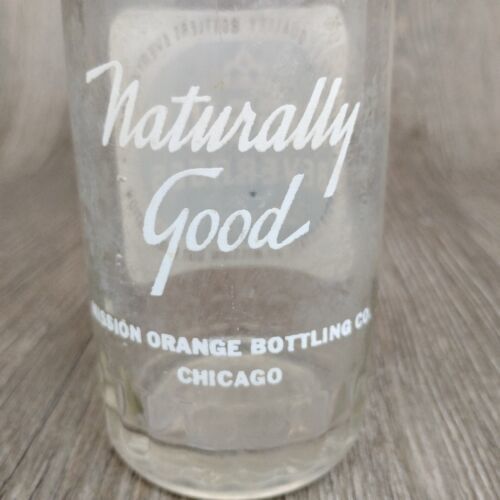 Naturally
Good
MISSION ORANGE BOTTLING CO.
CHICAGO